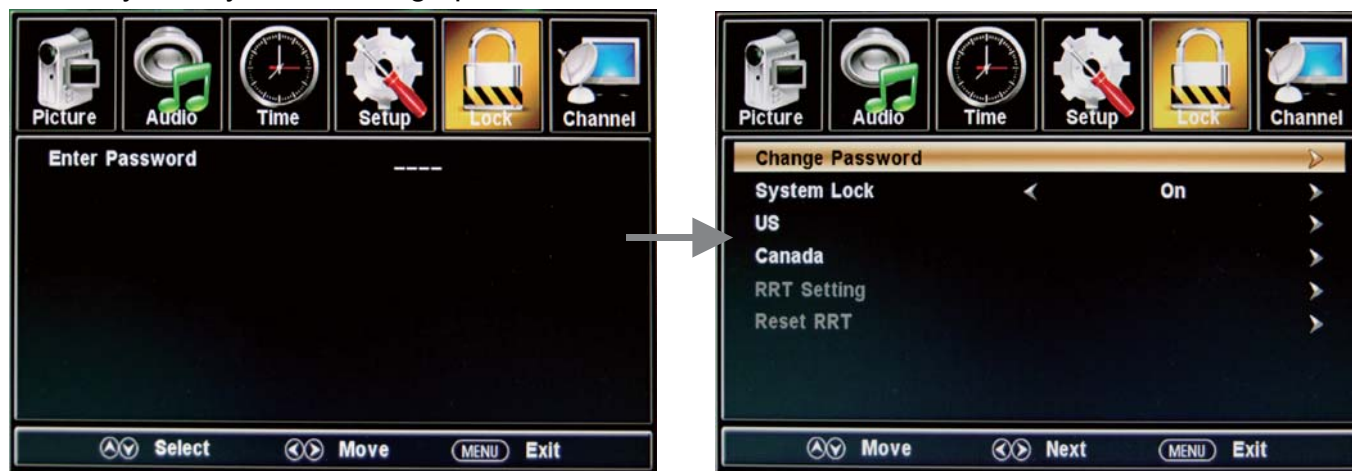 Picture Audio Time Setup Lock Channel
Enter Password ____
Select Move MENU Exit
Picture Audio Time Setup Lock Channel
Change Password
System Lock On
US
Canada
RRT Setting
Reset RRT
Move Next MENU Exit